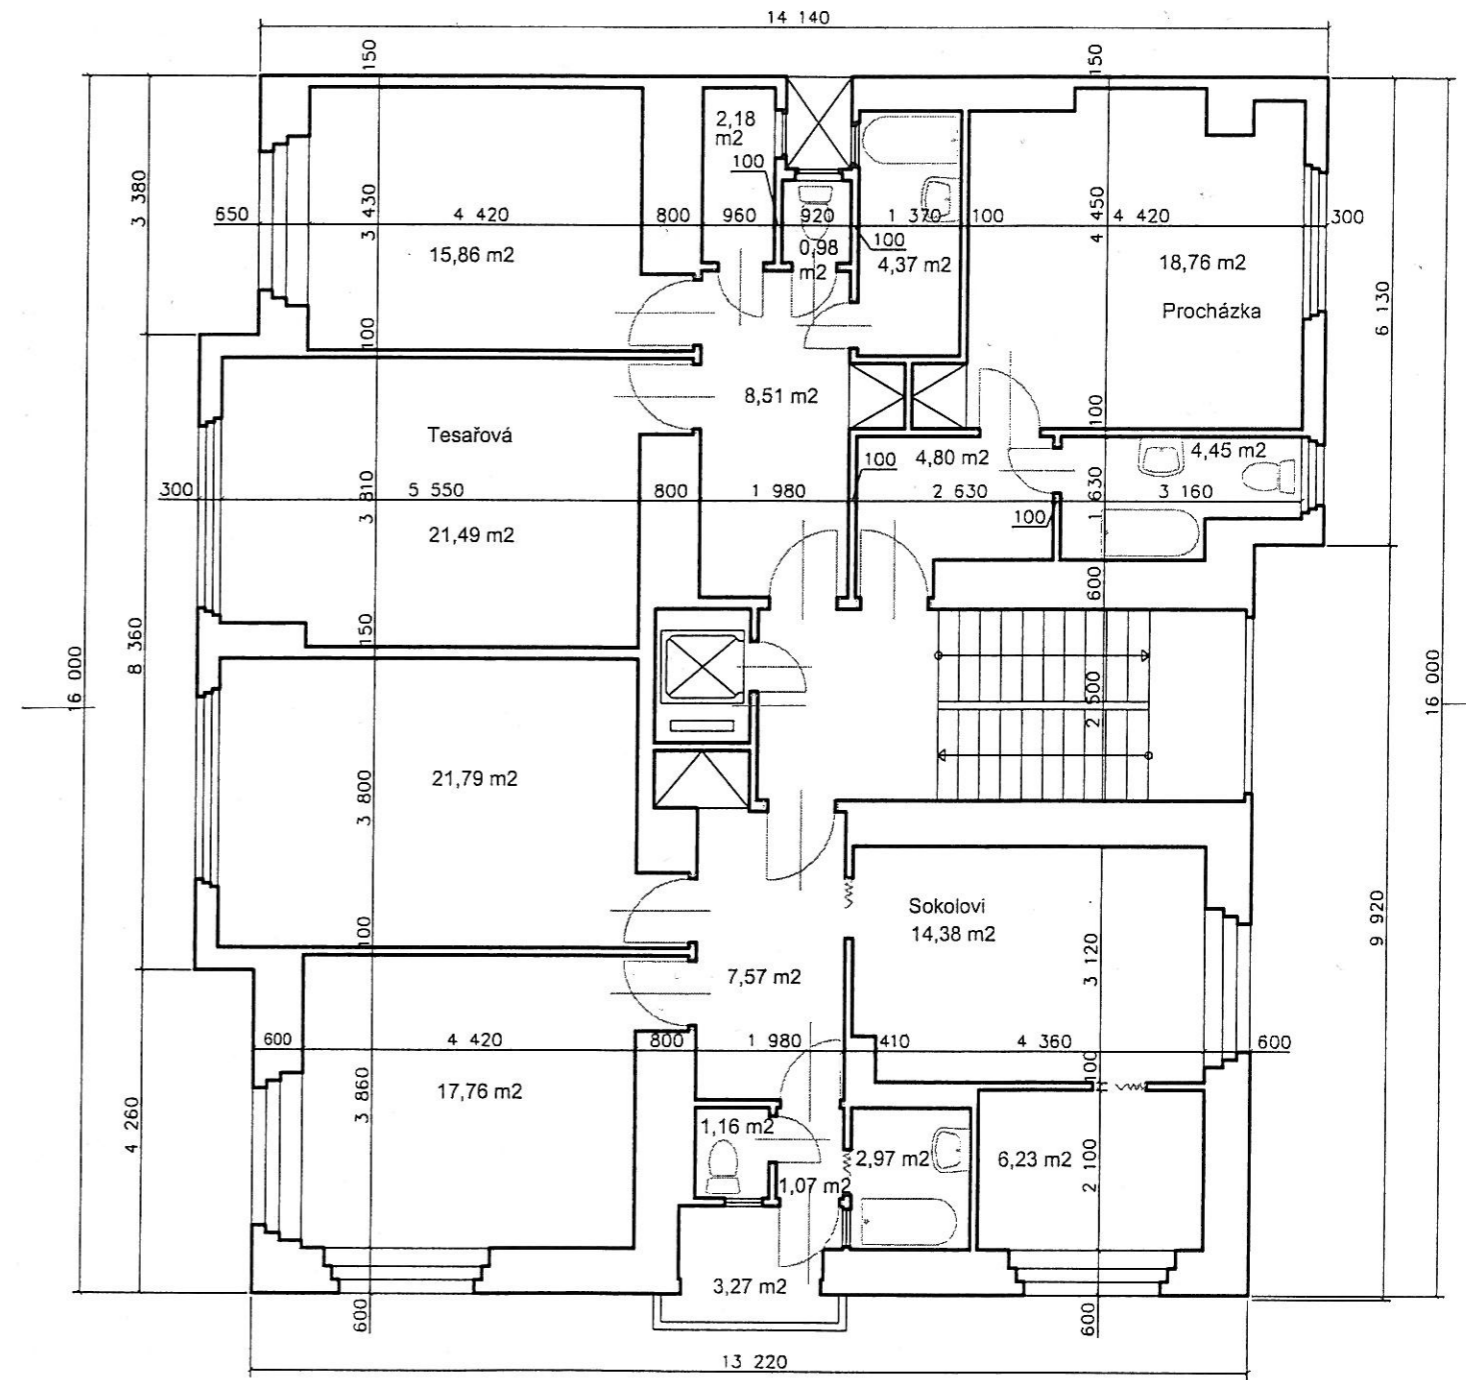 14 140
150
150
2,18
m2
100
3 380
650
3 430
4 420
800
960
920
1 370
100
4 450
4 420
300
15,86 m2
0,98
m2
100
4,37 m2
18,76 m2
Procházka
6 130
100
8,51 m2
100
Tesařová
100
4,80 m2
4,45 m2
300
3 810
5 550
800
1 980
2 630
1 630
3 160
21,49 m2
100
600
150
8 360
16 000
2 500
16 000
21,79 m2
3 800
Sokolovi
14,38 m2
9 920
100
3 120
7,57 m2
600
4 420
800
1 980
410
4 360
600
100
3 860
17,76 m2
4 260
1,16 m2
2,97 m2
6,23 m2
2 100
1,07 m2
3,27 m2
600
600
13 220